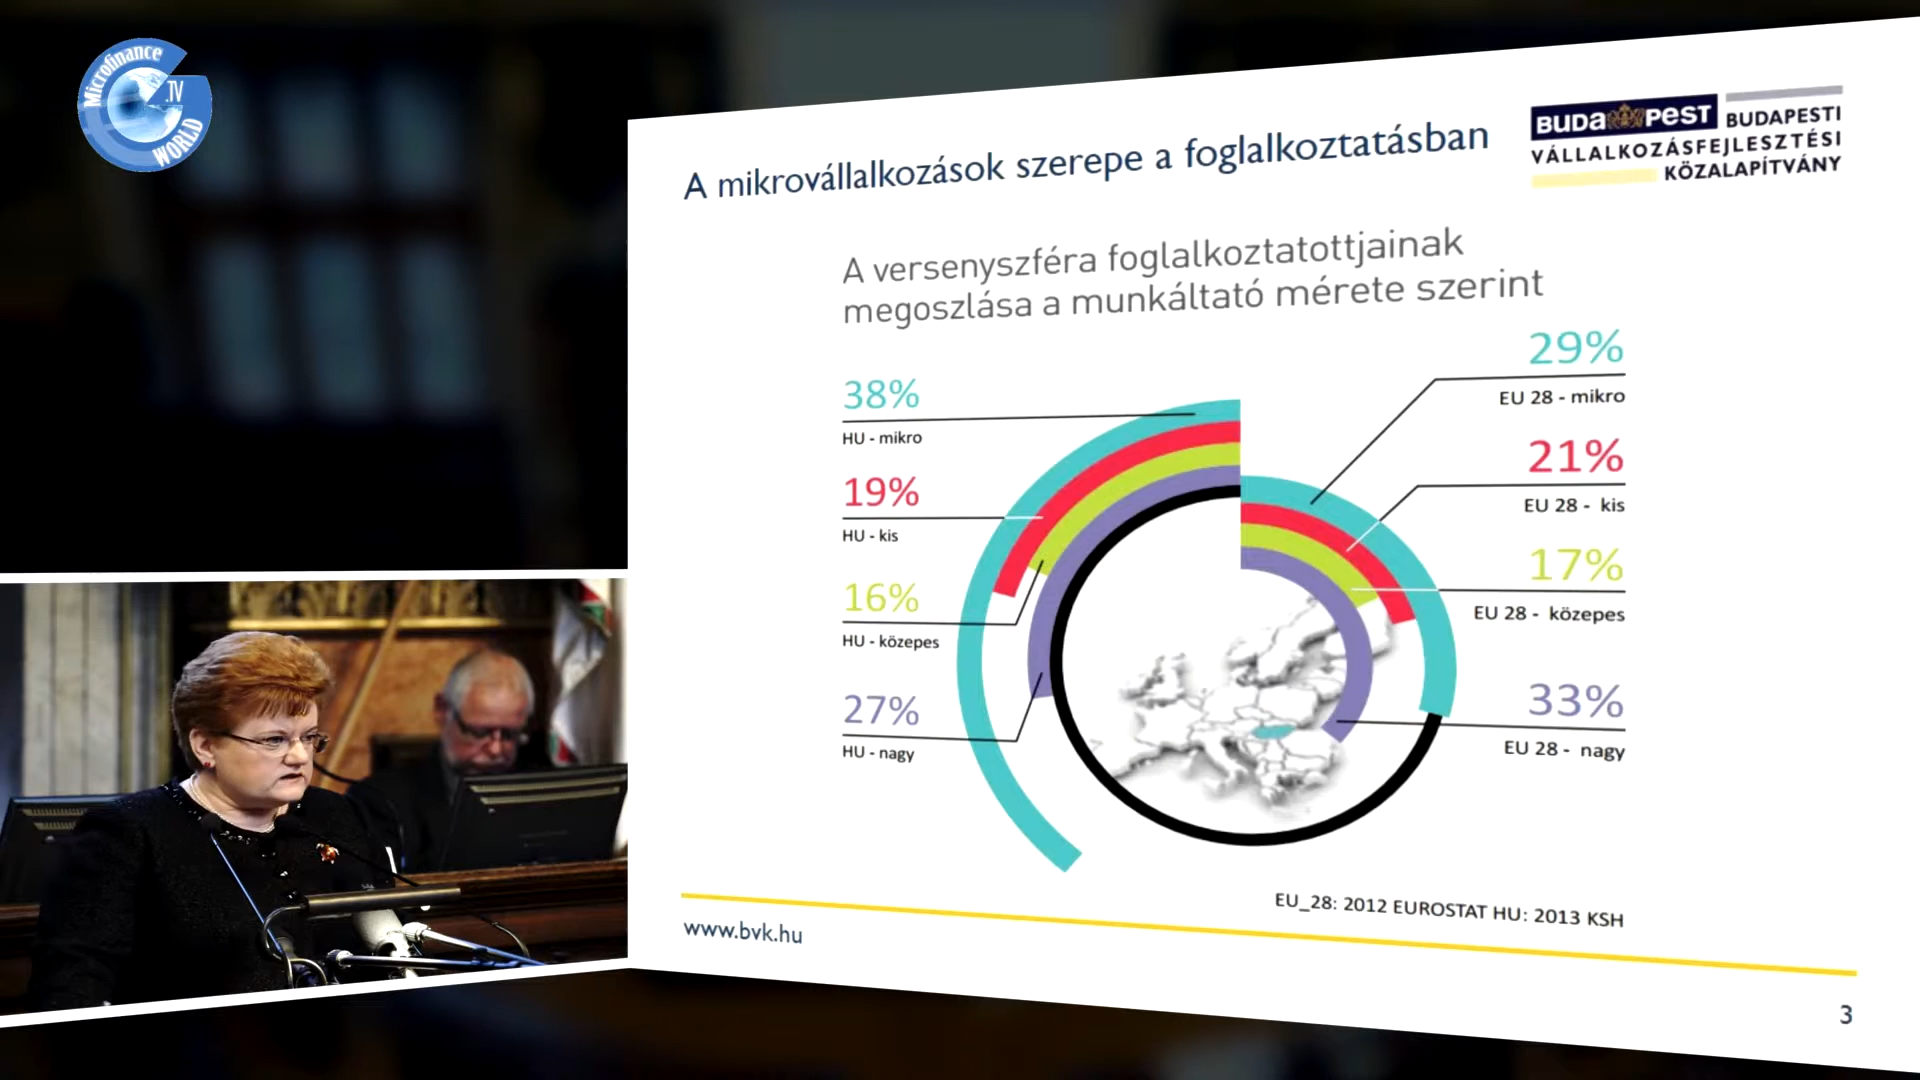 Microfinance
.TV
WORLD
A mikrovállalkozások szerepe a foglalkoztatásban
BUDAPEST
BUDAPESTI
VÁLLALKOZÁSFEJLESZTÉSI
KÖZALAPÍTVÁNY
A versenyszféra foglalkoztatottjainak
megoszlása a munkáltató mérete szerint
38%
HU - mikro
19%
HU - kis
16%
HU - közepes
27%
HU - nagy
29%
EU 28 - mikro
21%
EU 28 - kis
17%
EU 28 - közepes
33%
EU 28 - nagy
EU_28: 2012 EUROSTAT HU: 2013 KSH
www.bvk.hu
3